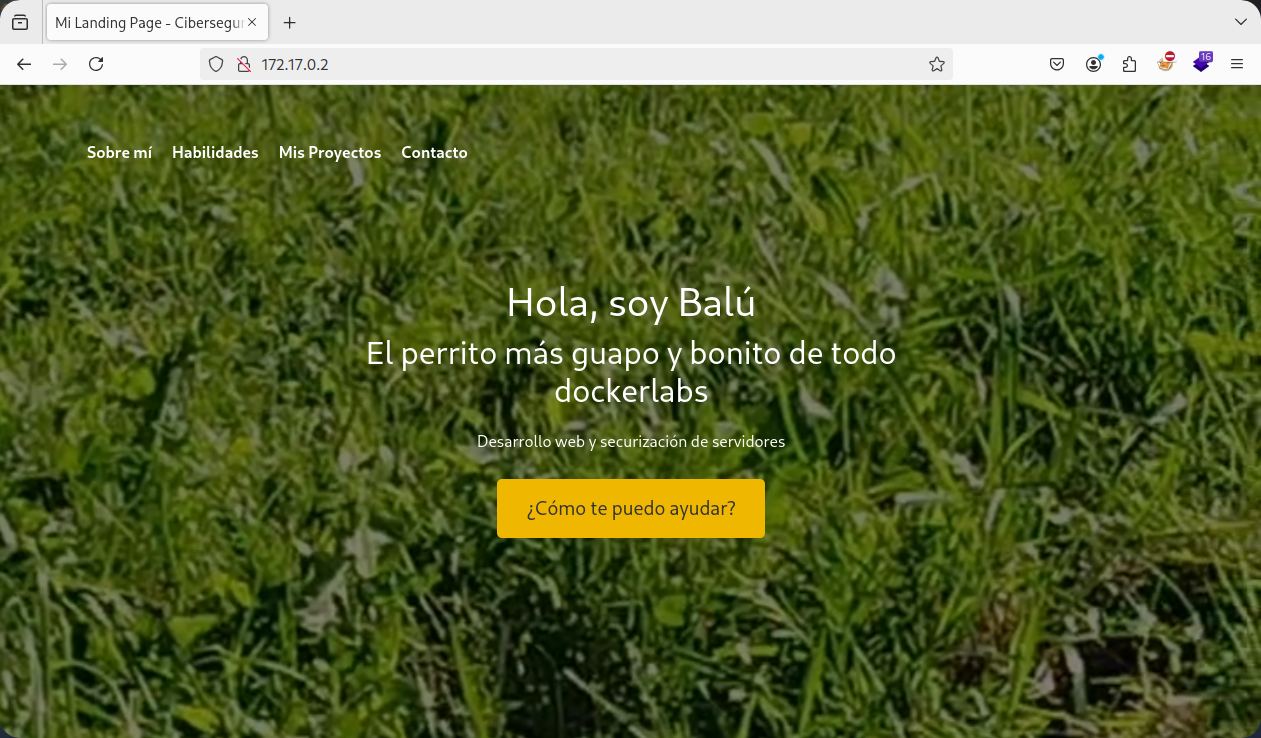 Mi Landing Page - Cibersegur
172.17.0.2
16
Sobre mí Habilidades Mis Proyectos Contacto
Hola, soy Balú
El perrito más guapo y bonito de todo
dockerlabs
Desarrollo web y securización de servidores
¿Cómo te puedo ayudar?